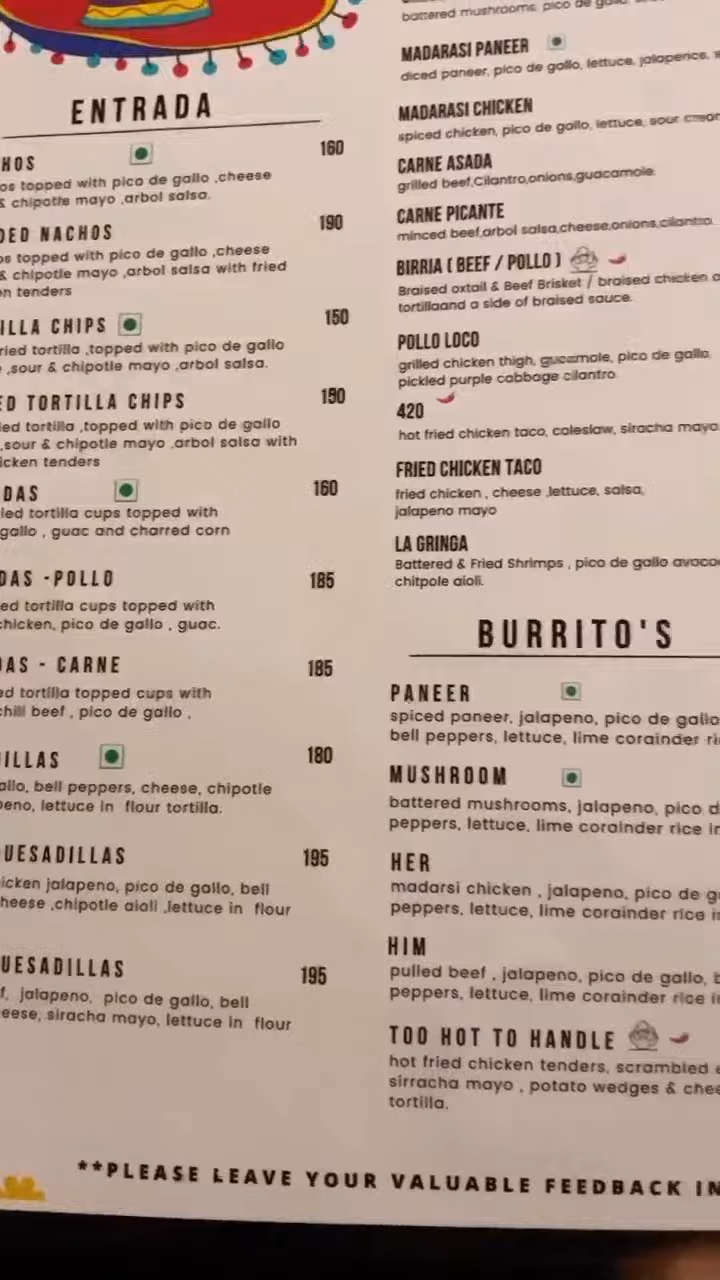 ENTRADA
HOS 160
os topped with pico de gallo ,cheese
& chipotle mayo ,arbol salsa.
DED NACHOS 190
os topped with pico de gallo ,cheese
& chipotle mayo ,arbol salsa with fried
en tenders
ILLA CHIPS 150
ried tortilla ,topped with pico de gallo
,sour & chipotle mayo ,arbol salsa.
ED TORTILLA CHIPS 190
led tortilla ,topped with pico de gallo
,sour & chipotle mayo ,arbol salsa with
icken tenders
DAS 160
led tortilla cups topped with
gallo , guac and charred corn
DAS -POLLO 185
ed tortilla cups topped with
chicken, pico de gallo , guac.
DAS - CARNE 185
ed tortilla topped cups with
chili beef , pico de gallo ,
ILLAS 180
allo, bell peppers, cheese, chipotle
peno, lettuce in flour tortilla.
UESADILLAS 195
icken jalapeno, pico de gallo, bell
heese ,chipotle aioli ,lettuce in flour
UESADILLAS 195
f, jalapeno, pico de gallo, bell
eese, siracha mayo, lettuce in flour
battered mushrooms, pico de gallo,
MADARASI PANEER
diced paneer, pico de gallo, lettuce, jalapenos, s
MADARASI CHICKEN
spiced chicken, pico de gallo, lettuce, sour cream
CARNE ASADA
grilled beef,Cilantro,onions,guacamole.
CARNE PICANTE
minced beef,arbol salsa,cheese,onions,cilantro.
BIRRIA ( BEEF / POLLO )
Braised oxtail & Beef Brisket / braised chicken a
tortillaand a side of braised sauce.
POLLO LOCO
grilled chicken thigh, guacmole, pico de gallo,
pickled purple cabbage cilantro
420
hot fried chicken taco, coleslaw, siracha mayo
FRIED CHICKEN TACO
fried chicken , cheese ,lettuce, salsa,
jalapeno mayo
LA GRINGA
Battered & Fried Shrimps , pico de gallo avoca
chitpole aioli.
BURRITO'S
PANEER
spiced paneer, jalapeno, pico de gallo
bell peppers, lettuce, lime corainder ri
MUSHROOM
battered mushrooms, jalapeno, pico d
peppers, lettuce, lime corainder rice in
HER
madarsi chicken , jalapeno, pico de g
peppers, lettuce, lime corainder rice i
HIM
pulled beef , jalapeno, pico de gallo, b
peppers, lettuce, lime corainder rice i
TOO HOT TO HANDLE
hot fried chicken tenders, scrambled e
sirracha mayo , potato wedges & chee
tortilla.
**PLEASE LEAVE YOUR VALUABLE FEEDBACK IN